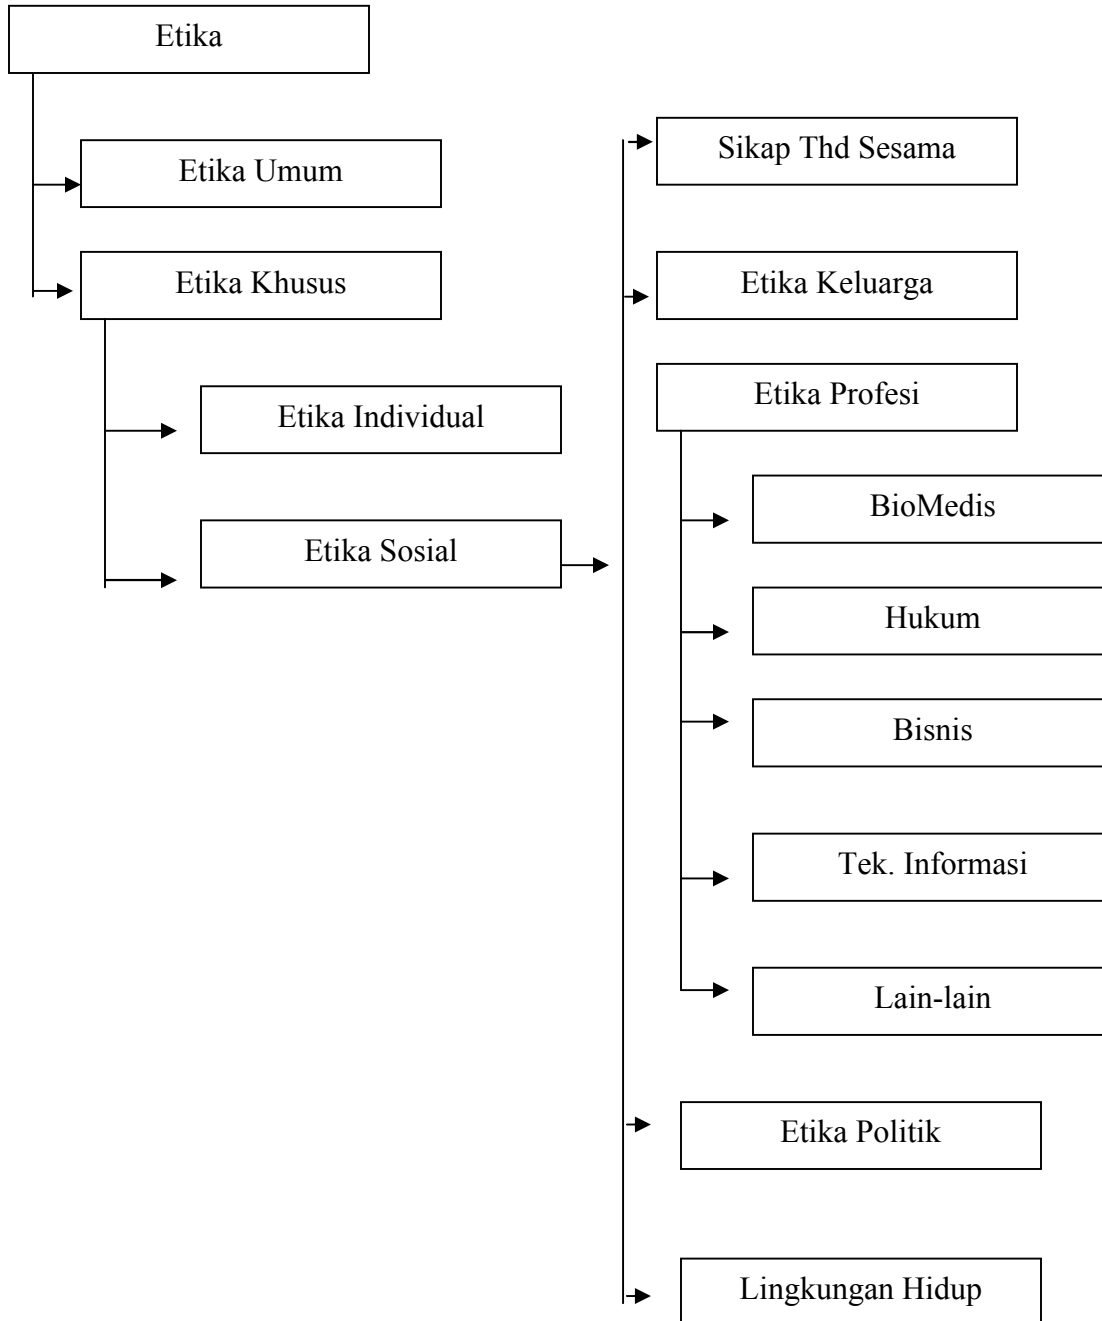 Etika
Etika Umum
Etika Khusus
Etika Individual
Etika Sosial
Sikap Thd Sesama
Etika Keluarga
Etika Profesi
BioMedis
Hukum
Bisnis
Tek. Informasi
Lain-lain
Etika Politik
Lingkungan Hidup